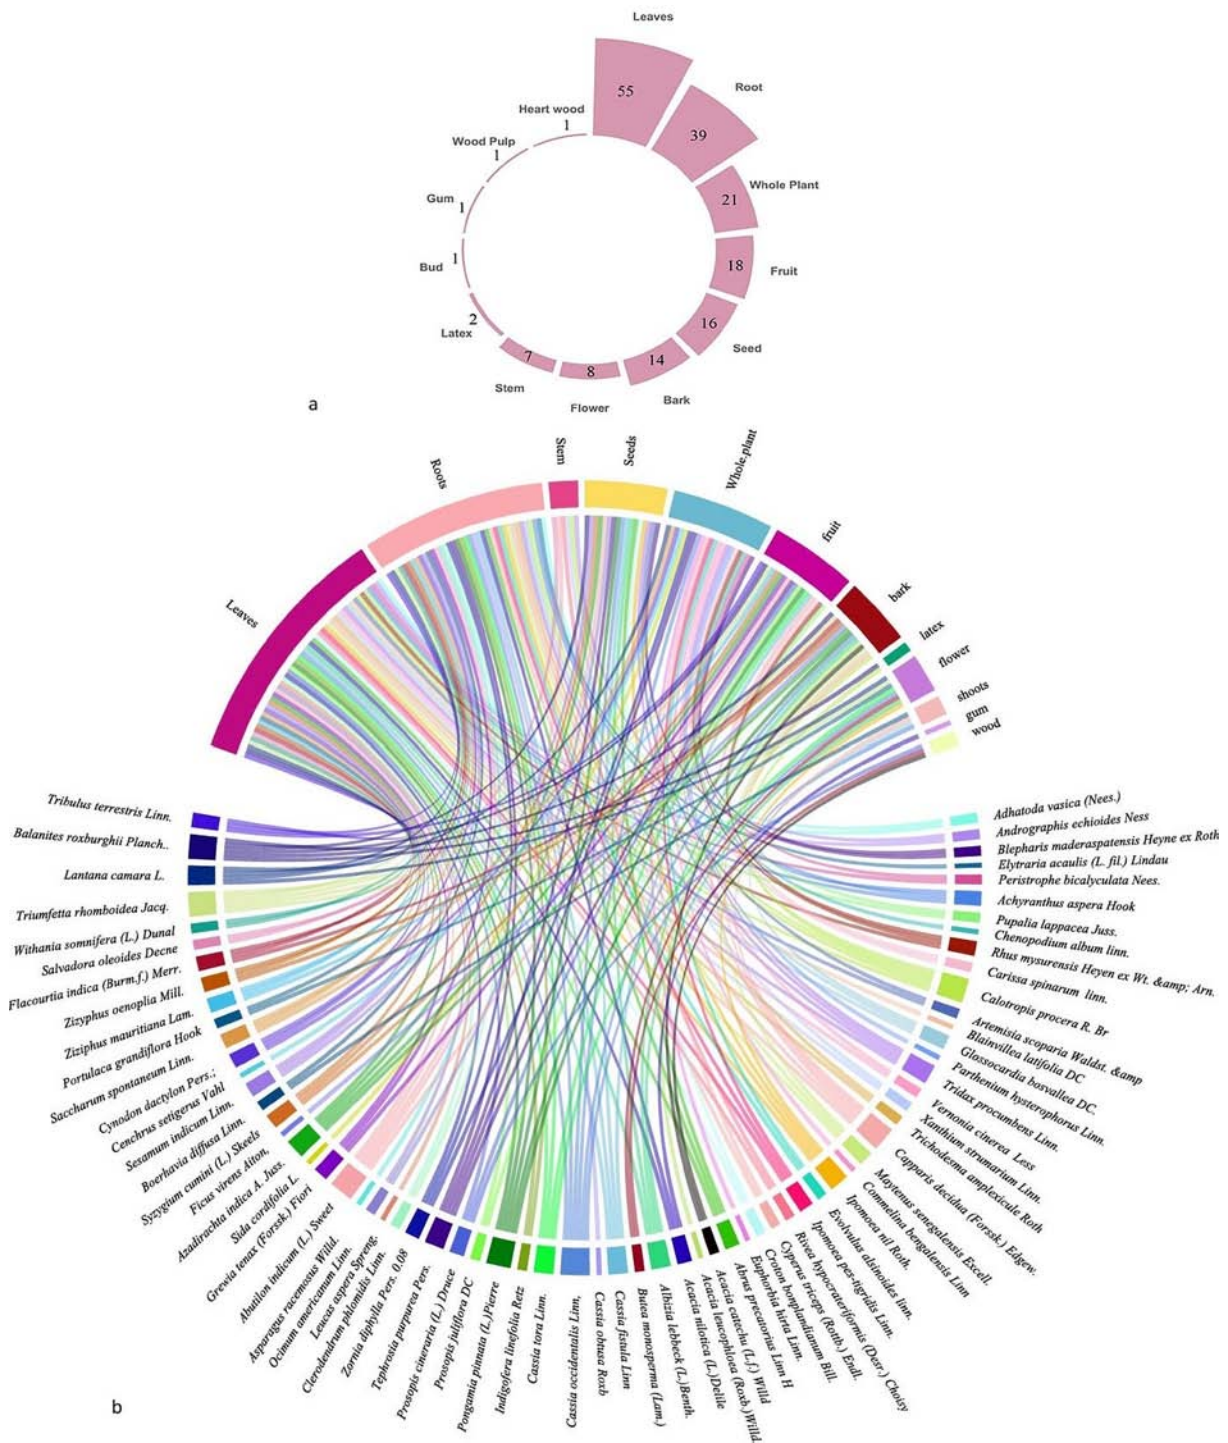 Leaves
55
Root
39
Whole Plant
21
Fruit
18
Seed
16
Bark
14
Flower
8
Stem
7
Latex
2
Bud
1
Gum
1
Wood Pulp
1
Heart wood
1
a
Leaves
Roots
Stem
Seeds
Whole.plant
fruit
bark
latex
flower
shoots
gum
wood
Adhatoda vasica (Nees.)
Andrographis echioides Ness
Blepharis maderaspatensis Heyne ex Roth
Elytraria acaulis (L. fil.) Lindau
Peristrophe bicalyculata Nees.
Achyranthus aspera Hook
Pupalia lappacea Juss.
Chenopodium album linn.
Rhus mysurensis Heyen ex Wt. &amp; Arn.
Carissa spinarum linn.
Calotropis procera R. Br
Artemisia scoparia Waldst. &amp
Blainvillea latifolia DC
Glossocardia bosvallea DC.
Parthenium hysterophorus Linn.
Tridax procumbens Linn.
Vernonia cinerea Less
Xanthium strumarium Linn.
Trichodesma amplexicule Roth
Capparis decidua (Forssk.) Edgew.
Maytenus senegalensis Excell.
Commelina bengalensis Linn
Ipomoea nil Roth.
Evolvulus alsinoides linn.
Ipomoea pes-tigridis Linn.
Rivea hypocrateriformis (Desr.) Choisy
Cyperus triceps (Rottb.) Endl.
Croton bonplandianum Bill.
Euphorbia hirta Linn.
Abrus precatorius Linn H
Acacia catechu (L.f.) Willd
Acacia leucophloea (Roxb.)Willd.
Acacia nilotica (L.)Delile
Albizia lebbeck (L.)Benth.
Butea monosperma (Lam.)
Cassia fistula Linn
Cassia obtusa Roxb
Cassia occidentalis Linn,
Cassia tora Linn.
Indigofera linefolia Retz
Pongamia pinnata (L.)Pierre
Prosopis juliflora DC
Prosopis cineraria (L.) Druce
Tephrosia purpurea Pers.
Zornia diphylla Pers. 0.08
Clerodendrum phlomidis Linn.
Leucas aspera Spreng.
Ocimum americanum Linn.
Asparagus racemosus Willd.
Abutilon indicum (L.) Sweet
Grewia tenax (Forssk.) Fiori
Sida cordifolia L.
Azadirachta indica A. Juss.
Ficus virens Aiton,
Syzygium cumini (L.) Skeels
Boerhavia diffusa Linn.
Sesamum indicum Linn.
Cenchrus setigerus Vahl
Cynodon dactylon Pers.;
Saccharum spontaneum Linn.
Portulaca grandiflora Hook
Ziziphus mauritiana Lam.
Zizyphus oenoplia Mill.
Flacourtia indica (Burm.f.) Merr.
Salvadora oleoides Decne
Withania somnifera (L.) Dunal
Triumfetta rhomboidea Jacq.
Lantana camara L.
Balanites roxburghii Planch..
Tribulus terrestris Linn.
b